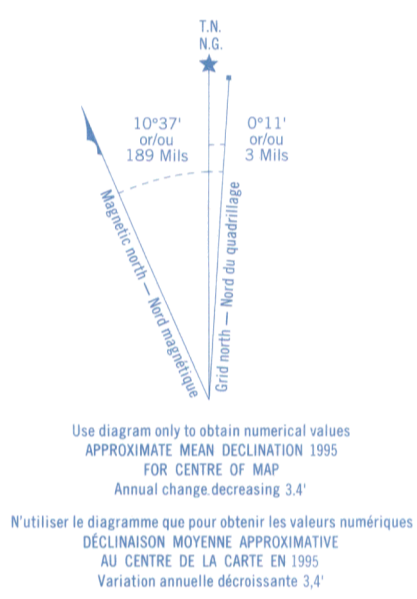 T.N.
N.G.
10°37'
or/ou
189 Mils
0°11'
or/ou
3 Mils
Magnetic north — Nord magnétique
Grid north — Nord du quadrillage
Use diagram only to obtain numerical values
APPROXIMATE MEAN DECLINATION 1995
FOR CENTRE OF MAP
Annual change decreasing 3.4'
N'utiliser le diagramme que pour obtenir les valeurs numériques
DÉCLINAISON MOYENNE APPROXIMATIVE
AU CENTRE DE LA CARTE EN 1995
Variation annuelle décroissante 3,4'